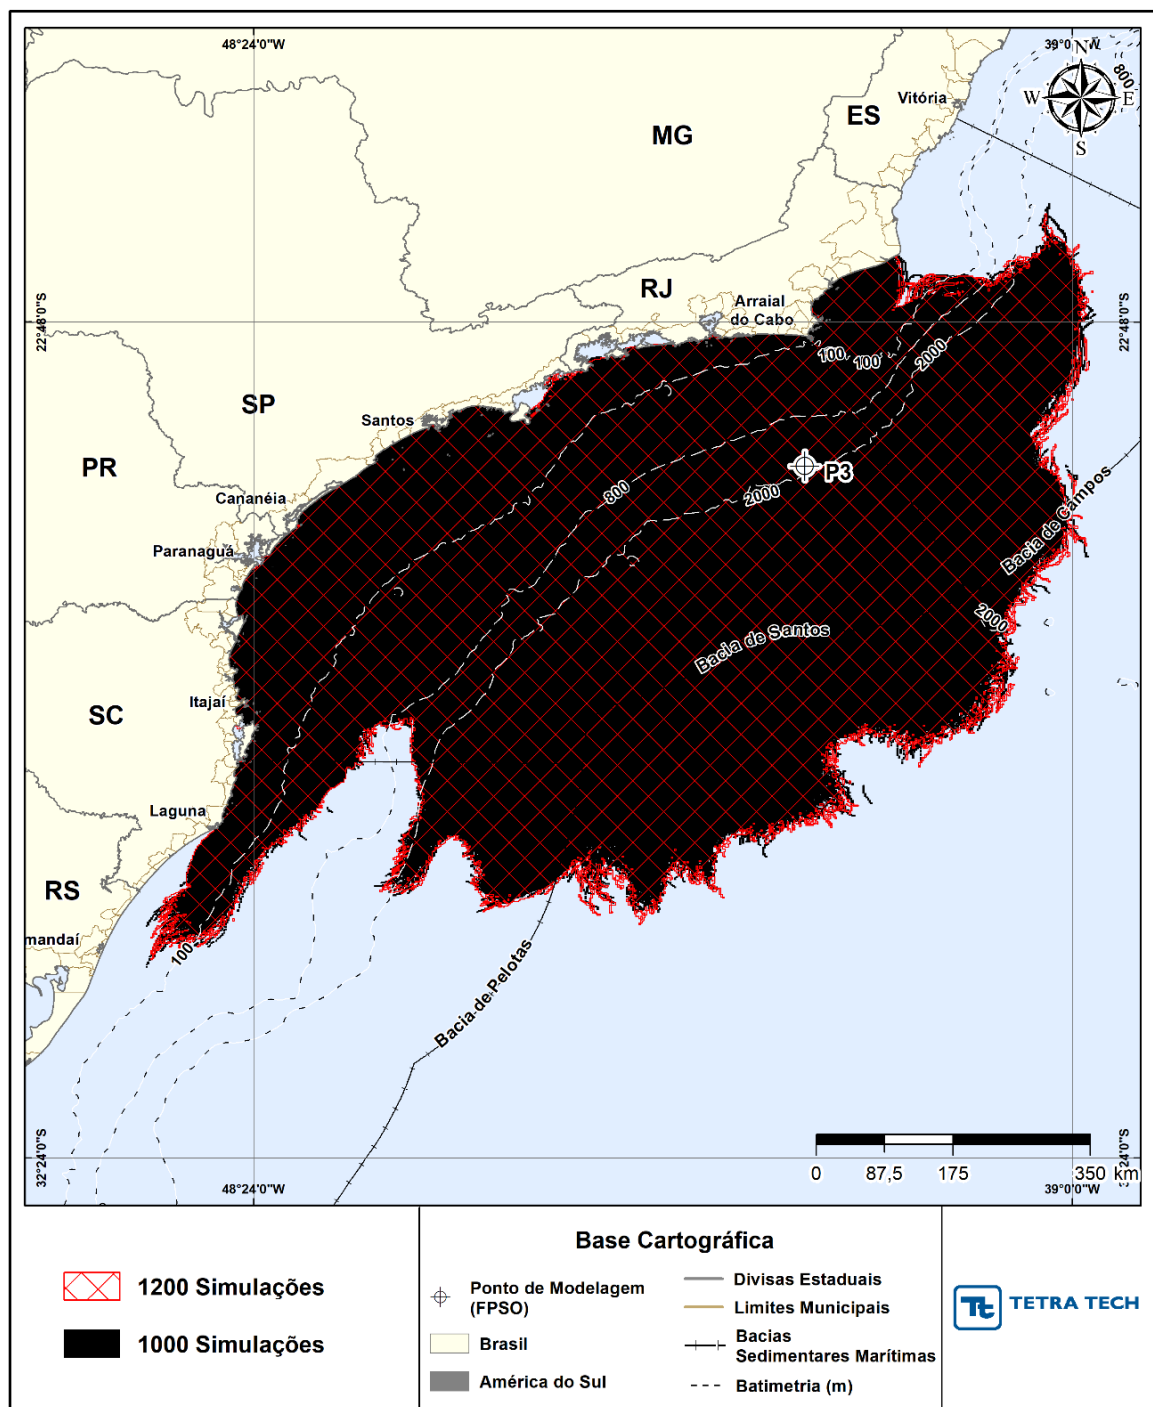 48°24'0"W
39°0'0"W
N
W
E
S
800
Vitória
ES
MG
RJ
Arraial
do Cabo
22°48'0"S
22°48'0"S
100
100
2000
SP
Santos
P3
PR
800
2000
Cananéia
Bacia de Campos
Paranaguá
2000
Bacia de Santos
Itajaí
SC
Laguna
RS
mandaí
100
Bacia de Pelotas
32°24'0"S
0
87,5
175
350 km
48°24'0"W
39°0'0"W
1200 Simulações
1000 Simulações
Base Cartográfica
Ponto de Modelagem
(FPSO)
Brasil
América do Sul
Divisas Estaduais
Limites Municipais
Bacias
Sedimentares Marítimas
Batimetria (m)
Tt TETRA TECH